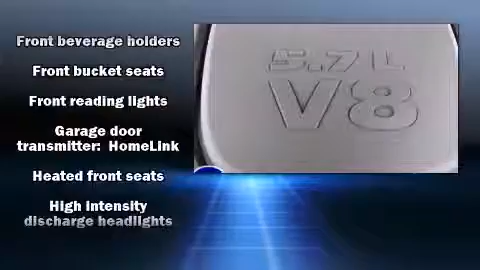 Front beverage holders
Front bucket seats
Front reading lights
Garage door
transmitter: HomeLink
Heated front seats
High intensity
discharge headlights
5.7L
V8